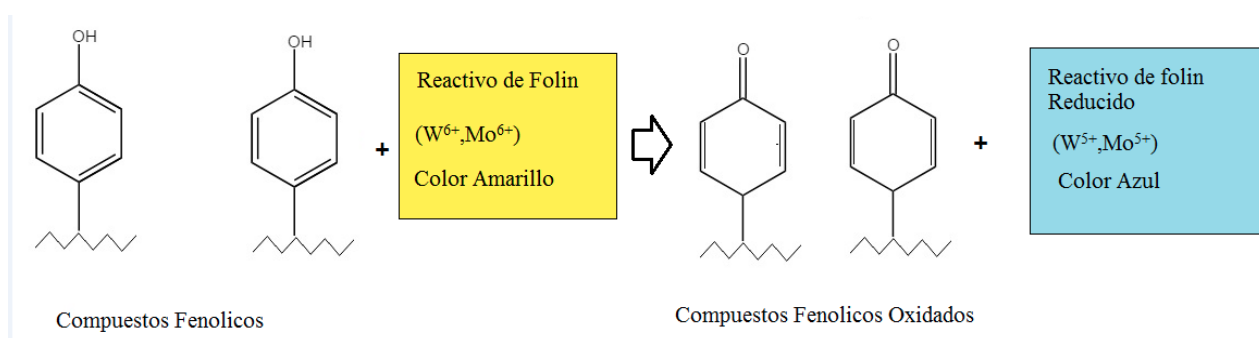 OH
OH
+
Reactivo de Folin
(W⁶⁺,Mo⁶⁺)
Color Amarillo
O
O
+
Reactivo de folin
Reducido
(W⁵⁺,Mo⁵⁺)
Color Azul
Compuestos Fenolicos
Compuestos Fenolicos Oxidados